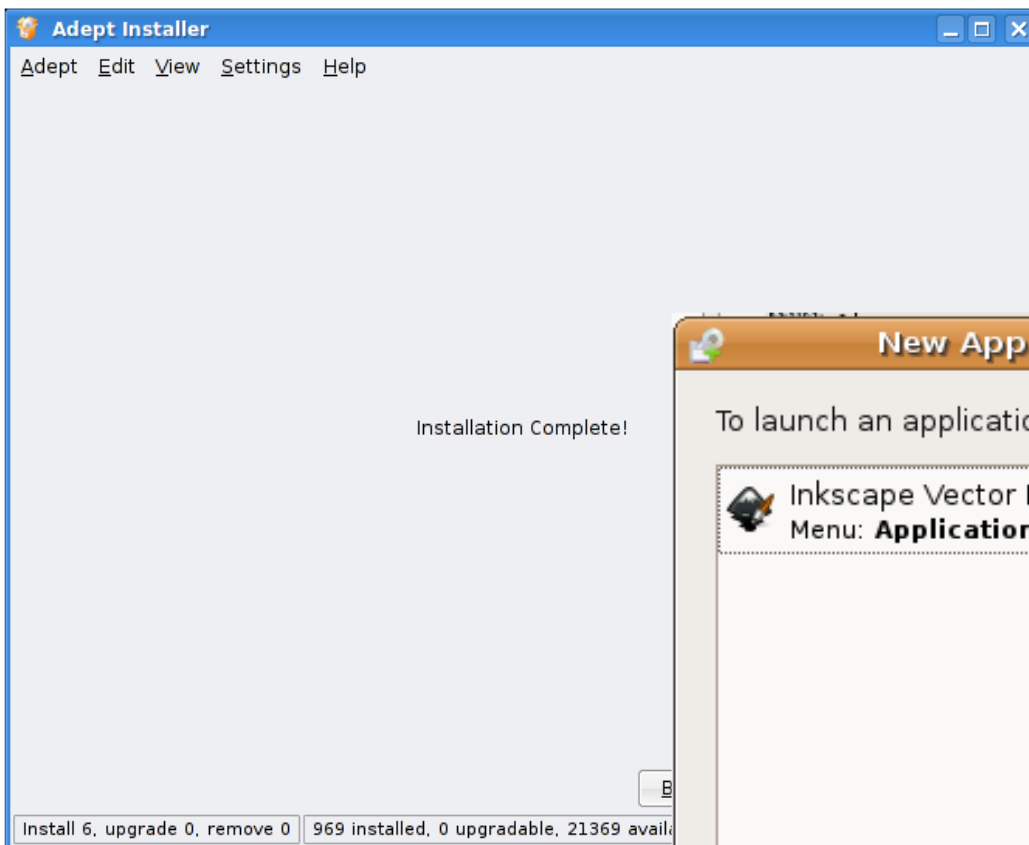 Adept Installer
Adept Edit View Settings Help
Installation Complete!
New App
To launch an applicatio
Inkscape Vector
Menu: Application
B
Install 6, upgrade 0, remove 0
969 installed, 0 upgradable, 21369 availa